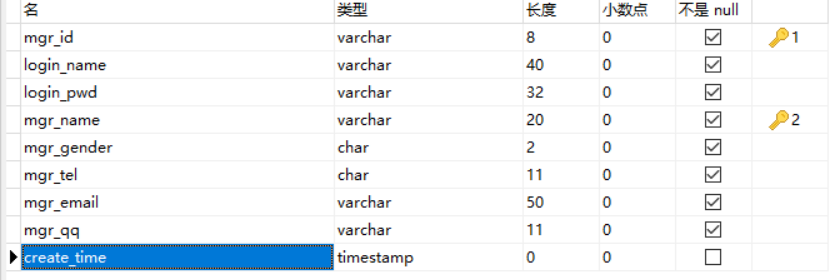 名 类型 长度 小数点 不是 null
mgr_id varchar 8 0 1
login_name varchar 40 0
login_pwd varchar 32 0
mgr_name varchar 20 0 2
mgr_gender char 2 0
mgr_tel char 11 0
mgr_email varchar 50 0
mgr_qq varchar 11 0
create_time timestamp 0 0